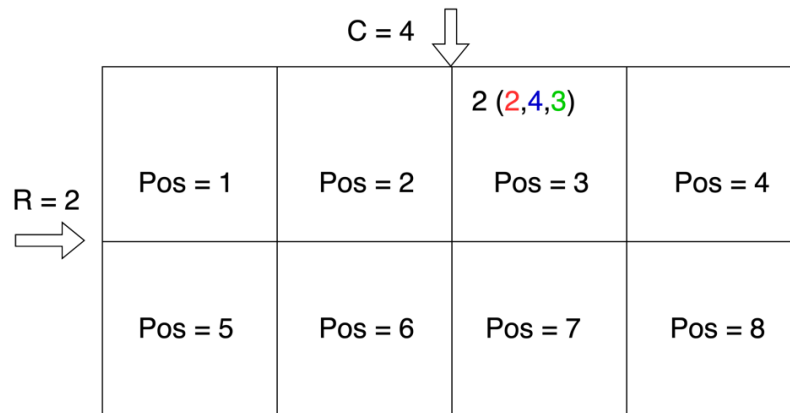 C = 4
2 (2,4,3)
Pos = 1 Pos = 2 Pos = 3 Pos = 4
R = 2
Pos = 5 Pos = 6 Pos = 7 Pos = 8